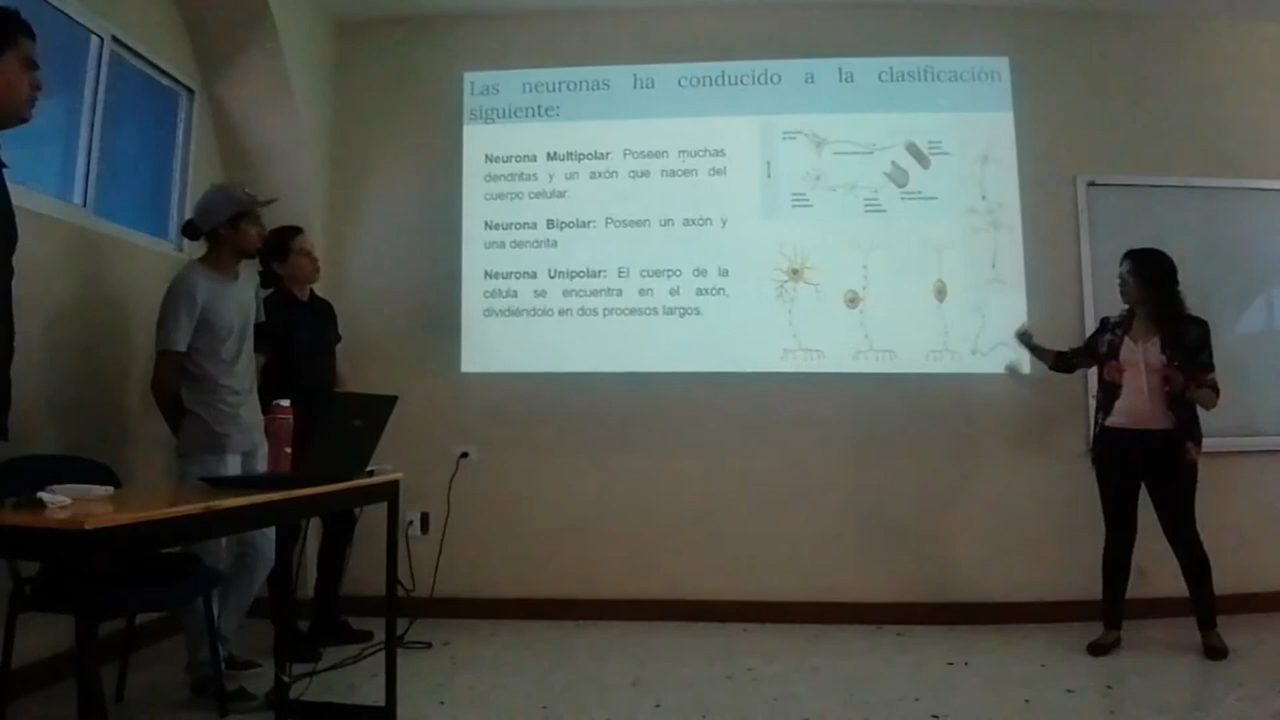 Las neuronas ha conducido a la clasificación
siguiente:
Neurona Multipolar: Poseen muchas
dendritas y un axón que nacen del
cuerpo celular.
Neurona Bipolar: Poseen un axón y
una dendrita
Neurona Unipolar: El cuerpo de la
célula se encuentra en el axón,
dividiéndolo en dos procesos largos.